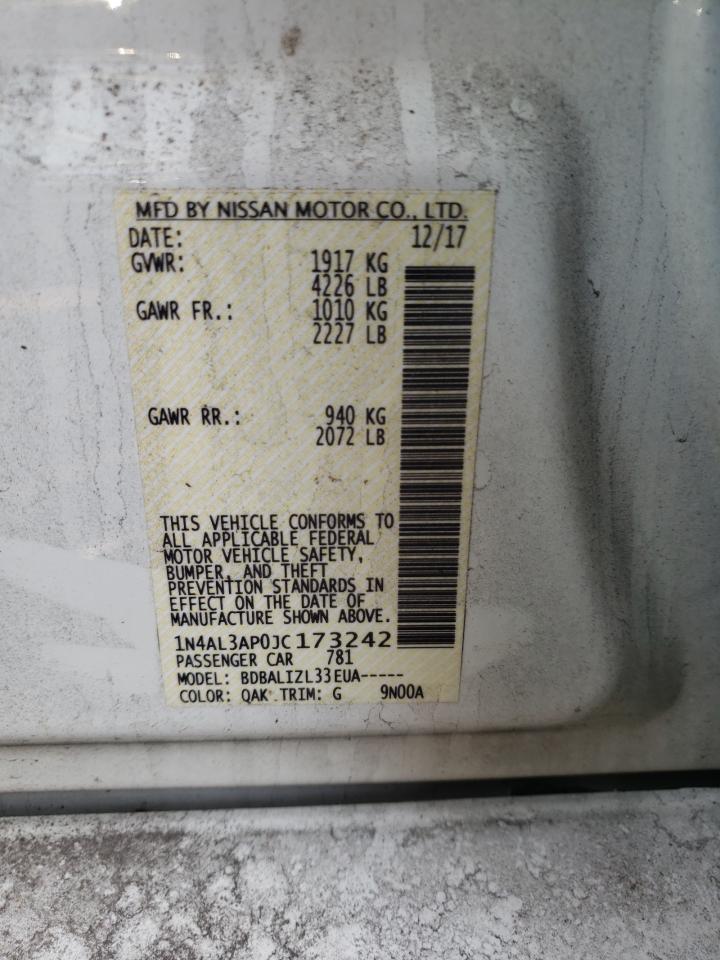 MFD BY NISSAN MOTOR CO., LTD.
DATE: 12/17
GVWR: 1917 KG
4226 LB
GAWR FR.: 1010 KG
2227 LB
GAWR RR.: 940 KG
2072 LB
THIS VEHICLE CONFORMS TO
ALL APPLICABLE FEDERAL
MOTOR VEHICLE SAFETY,
BUMPER, AND THEFT
PREVENTION STANDARDS IN
EFFECT ON THE DATE OF
MANUFACTURE SHOWN ABOVE.
1N4AL3AP0JC173242
PASSENGER CAR 781
MODEL: BDBALIZL33EUA-----
COLOR: QAK TRIM: G 9N00A